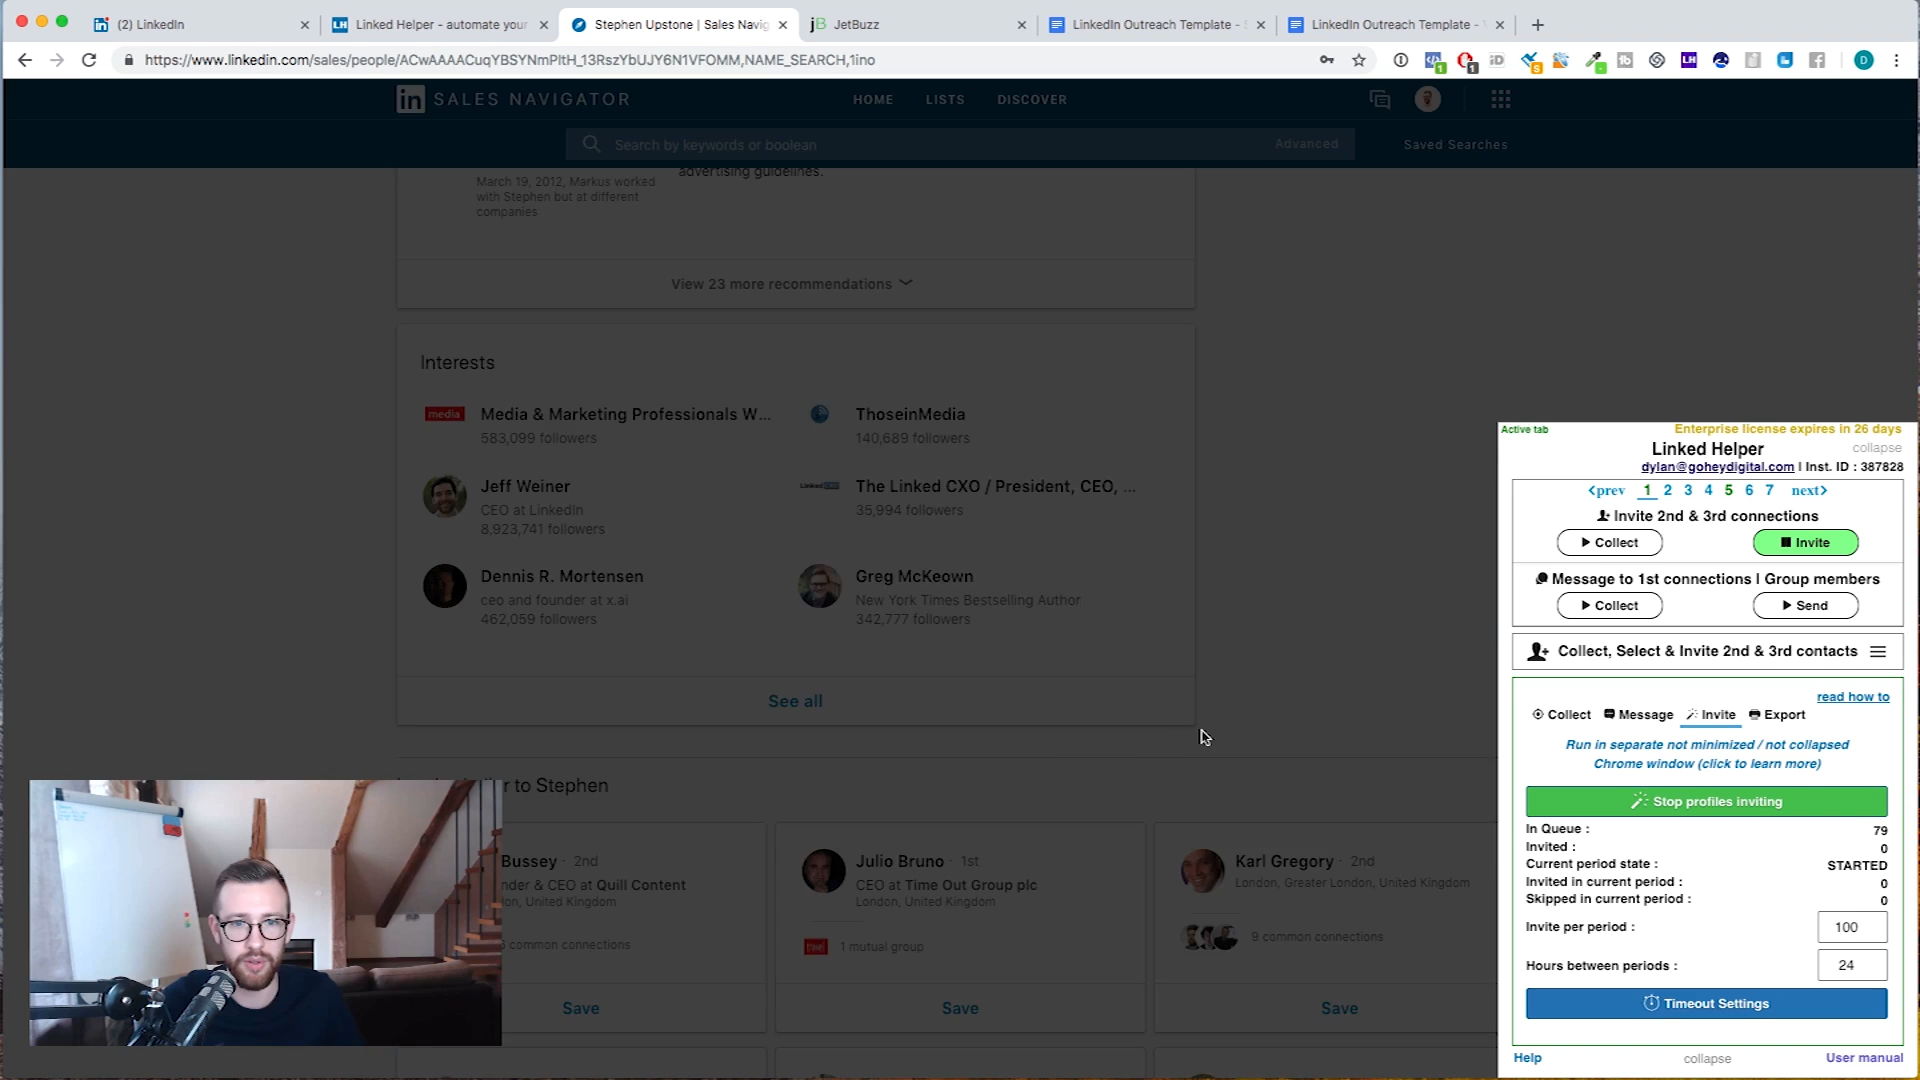 (2) LinkedIn
Linked Helper - automate your
Stephen Upstone | Sales Navig
JetBuzz
LinkedIn Outreach Template -
LinkedIn Outreach Template -
https://www.linkedin.com/sales/people/ACwAAAACuqYBSYNmPltH_13RszYbUJY6N1VFOMM,NAME_SEARCH,1ino
in SALES NAVIGATOR
HOME
LISTS
DISCOVER
Search by keywords or boolean
Advanced
Saved Searches
March 19, 2012, Markus worked
with Stephen but at different
companies
advertising guidelines.
View 23 more recommendations
Interests
media
Media & Marketing Professionals W...
583,099 followers
ThoseinMedia
140,689 followers
Jeff Weiner
CEO at LinkedIn
8,923,741 followers
The Linked CXO / President, CEO, ...
35,994 followers
Dennis R. Mortensen
ceo and founder at x.ai
462,059 followers
Greg McKeown
New York Times Bestselling Author
342,777 followers
See all
r to Stephen
Bussey · 2nd
nder & CEO at Quill Content
on, United Kingdom
common connections
Save
Julio Bruno · 1st
CEO at Time Out Group plc
London, United Kingdom
1 mutual group
Save
Karl Gregory · 2nd
London, Greater London, United Kingdom
9 common connections
Save
Active tab
Enterprise license expires in 26 days
Linked Helper
collapse
dylan@goheydigital.com | Inst. ID : 387828
<prev 1 2 3 4 5 6 7 next>
Invite 2nd & 3rd connections
Collect
Invite
Message to 1st connections | Group members
Collect
Send
Collect, Select & Invite 2nd & 3rd contacts
read how to
Collect
Message
Invite
Export
Run in separate not minimized / not collapsed
Chrome window (click to learn more)
Stop profiles inviting
In Queue : 79
Invited : 0
Current period state : STARTED
Invited in current period : 0
Skipped in current period : 0
Invite per period : 100
Hours between periods : 24
Timeout Settings
Help
collapse
User manual